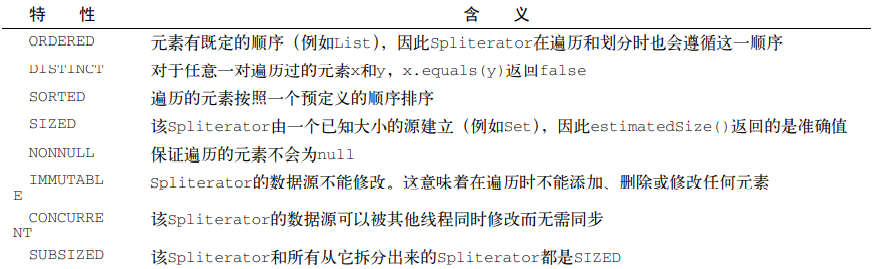 特 性 含 义
ORDERED 元素有既定的顺序（例如List），因此Spliterator在遍历和划分时也会遵循这一顺序
DISTINCT 对于任意一对遍历过的元素x和y，x.equals(y)返回false
SORTED 遍历的元素按照一个预定义的顺序排序
SIZED 该Spliterator由一个已知大小的源建立（例如Set），因此estimatedSize()返回的是准确值
NONNULL 保证遍历的元素不会为null
IMMUTABL Spliterator的数据源不能修改。这意味着在遍历时不能添加、删除或修改任何元素
E
CONCURRE 该Spliterator的数据源可以被其他线程同时修改而无需同步
NT
SUBSIZED 该Spliterator和所有从它拆分出来的Spliterator都是SIZED